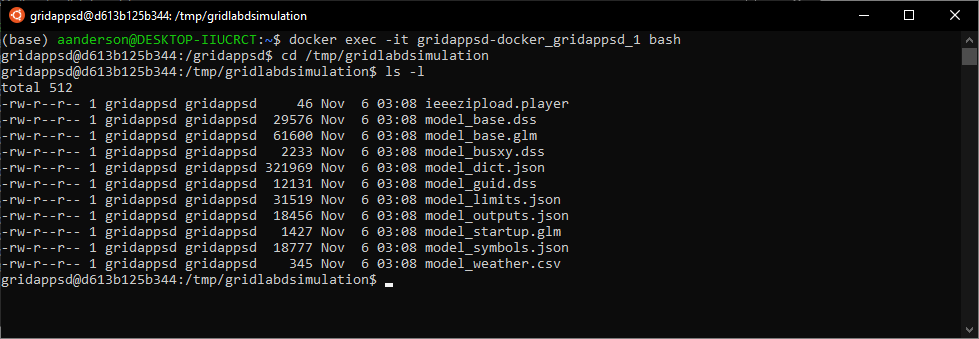 gridappsd@d613b125b344: /tmp/gridlabdsimulation
(base) aanderson@DESKTOP-IIUCRCT:~$ docker exec -it gridappsd-docker_gridappsd_1 bash
gridappsd@d613b125b344:/gridappsd$ cd /tmp/gridlabdsimulation
gridappsd@d613b125b344:/tmp/gridlabdsimulation$ ls -l
total 512
-rw-r--r-- 1 gridappsd gridappsd     46 Nov  6 03:08 ieeezipload.player
-rw-r--r-- 1 gridappsd gridappsd  29576 Nov  6 03:08 model_base.dss
-rw-r--r-- 1 gridappsd gridappsd  61600 Nov  6 03:08 model_base.glm
-rw-r--r-- 1 gridappsd gridappsd   2233 Nov  6 03:08 model_busxy.dss
-rw-r--r-- 1 gridappsd gridappsd 321969 Nov  6 03:08 model_dict.json
-rw-r--r-- 1 gridappsd gridappsd  12131 Nov  6 03:08 model_guid.dss
-rw-r--r-- 1 gridappsd gridappsd  31519 Nov  6 03:08 model_limits.json
-rw-r--r-- 1 gridappsd gridappsd  18456 Nov  6 03:08 model_outputs.json
-rw-r--r-- 1 gridappsd gridappsd   1427 Nov  6 03:08 model_startup.glm
-rw-r--r-- 1 gridappsd gridappsd  18777 Nov  6 03:08 model_symbols.json
-rw-r--r-- 1 gridappsd gridappsd    345 Nov  6 03:08 model_weather.csv
gridappsd@d613b125b344:/tmp/gridlabdsimulation$